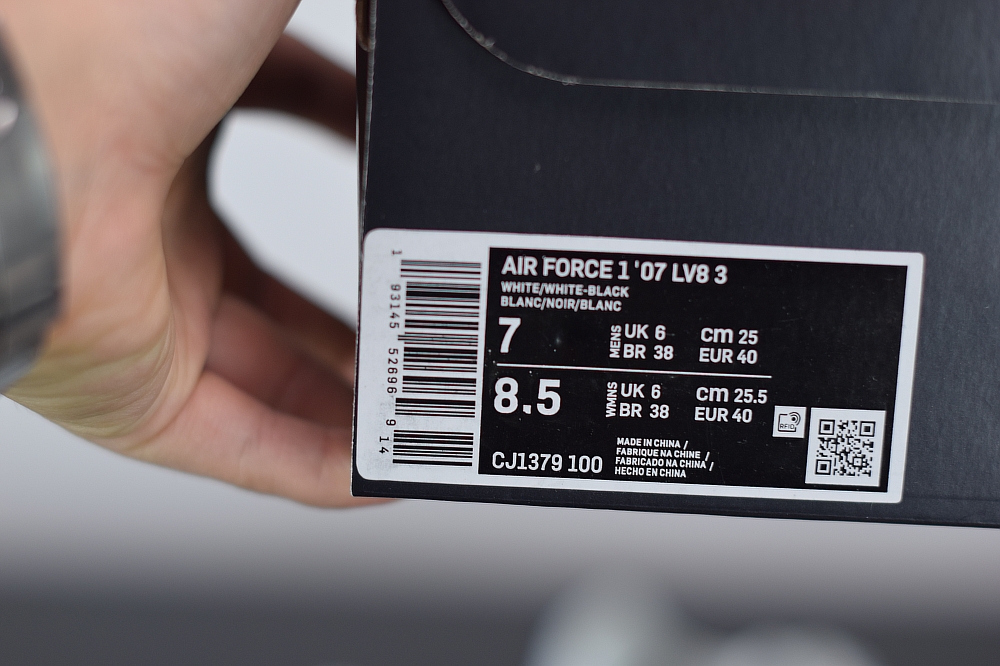 AIR FORCE 1 '07 LV8 3
WHITE/WHITE-BLACK
BLANC/NOIR/BLANC
7 MENS UK 6 cm 25
BR 38 EUR 40
8.5 WMNS UK 6 cm 25.5
BR 38 EUR 40
RFID
CJ1379 100
MADE IN CHINA /
FABRIQUE NA CHINE /
FABRICADO NA CHINA /
HECHO EN CHINA
1 93145 52696 9 14